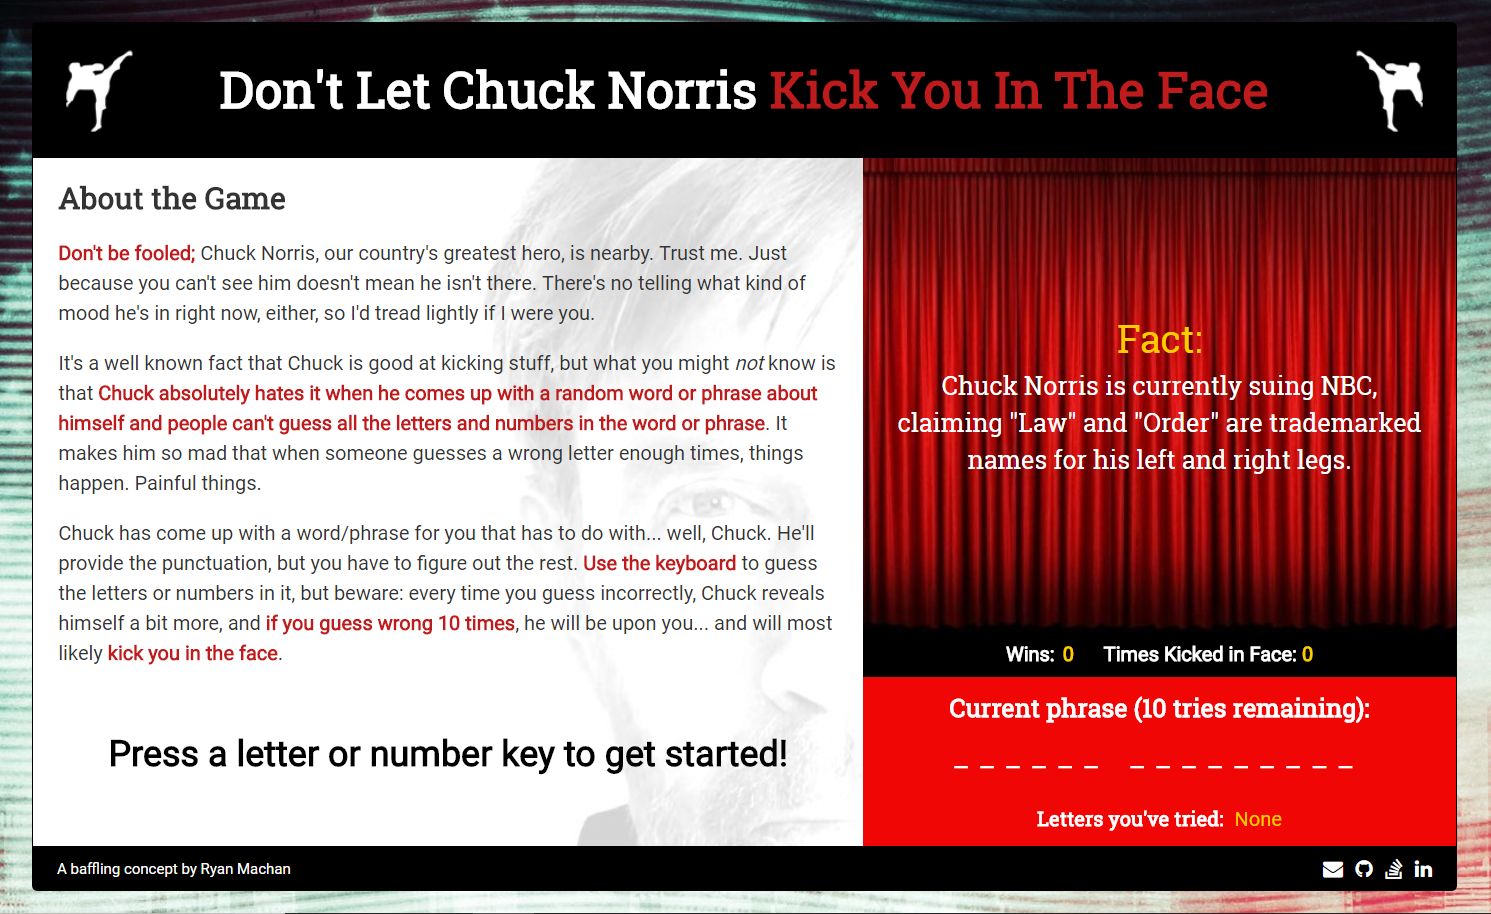 Don't Let Chuck Norris Kick You In The Face
About the Game
Don't be fooled; Chuck Norris, our country's greatest hero, is nearby. Trust me. Just
because you can't see him doesn't mean he isn't there. There's no telling what kind of
mood he's in right now, either, so I'd tread lightly if I were you.
It's a well known fact that Chuck is good at kicking stuff, but what you might not know is
that Chuck absolutely hates it when he comes up with a random word or phrase about
himself and people can't guess all the letters and numbers in the word or phrase. It
makes him so mad that when someone guesses a wrong letter enough times, things
happen. Painful things.
Chuck has come up with a word/phrase for you that has to do with... well, Chuck. He'll
provide the punctuation, but you have to figure out the rest. Use the keyboard to guess
the letters or numbers in it, but beware: every time you guess incorrectly, Chuck reveals
himself a bit more, and if you guess wrong 10 times, he will be upon you... and will most
likely kick you in the face.
Press a letter or number key to get started!
Fact:
Chuck Norris is currently suing NBC,
claiming "Law" and "Order" are trademarked
names for his left and right legs.
Wins: 0 Times Kicked in Face: 0
Current phrase (10 tries remaining):
_ _ _ _ _ _  _ _ _ _ _ _ _ _ _
Letters you've tried: None
A baffling concept by Ryan Machan